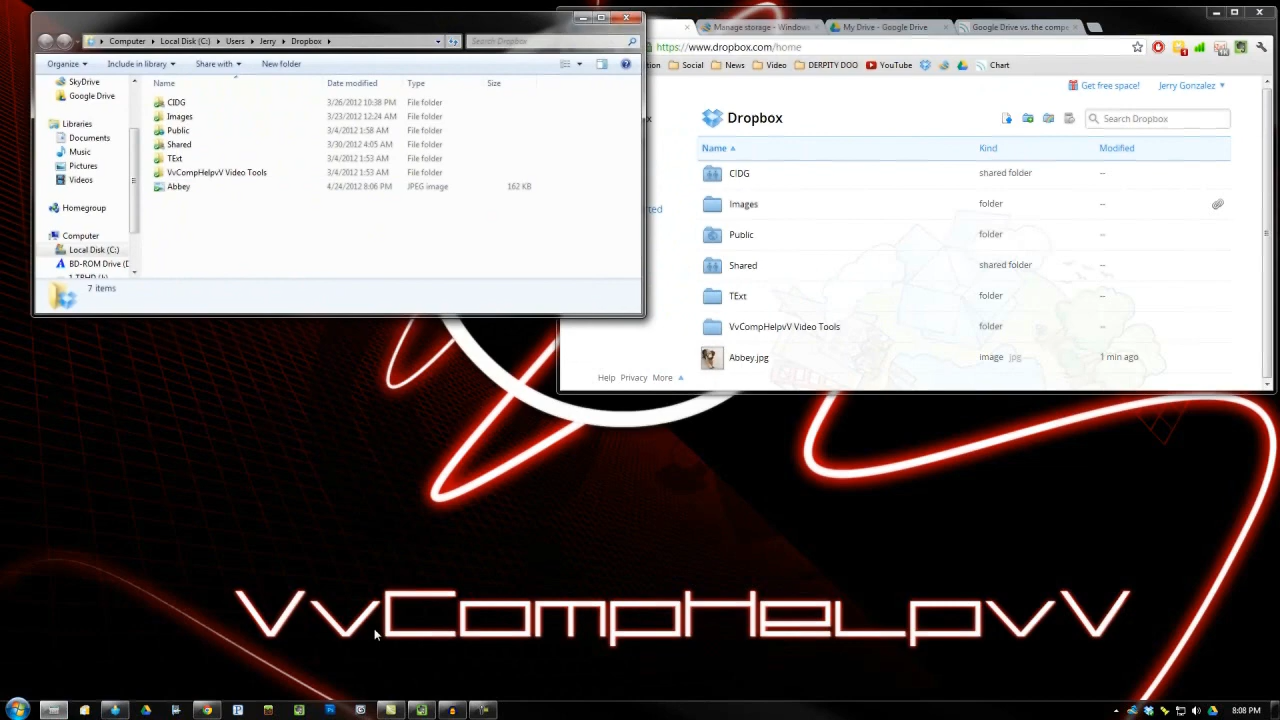 Computer Local Disk (C:) Users Jerry Dropbox
Search Dropbox
Organize Include in library Share with New folder
SkyDrive
Google Drive
Libraries
Documents
Music
Pictures
Videos
Homegroup
Computer
Local Disk (C:)
BD-ROM Drive (D
Name Date modified Type Size
CIDG 3/26/2012 10:38 PM File folder
Images 3/23/2012 12:24 AM File folder
Public 3/4/2012 1:58 AM File folder
Shared 3/30/2012 4:05 AM File folder
TExt 3/4/2012 1:53 AM File folder
VvCompHelpvV Video Tools 3/4/2012 1:53 AM File folder
Abbey 4/24/2012 8:06 PM JPEG image 162 KB
7 items
Manage storage - Windows
My Drive - Google Drive
Google Drive vs. the compe
https://www.dropbox.com/home
tion Social News Video DERPITY DOO YouTube Chart
Get free space! Jerry Gonzalez
Dropbox
Search Dropbox
Name Kind Modified
CIDG shared folder --
Images folder --
Public folder --
Shared shared folder --
TExt folder --
VvCompHelpvV Video Tools folder --
Abbey.jpg image jpg 1 min ago
Help Privacy More
VvCompHelpvV
8:08 PM